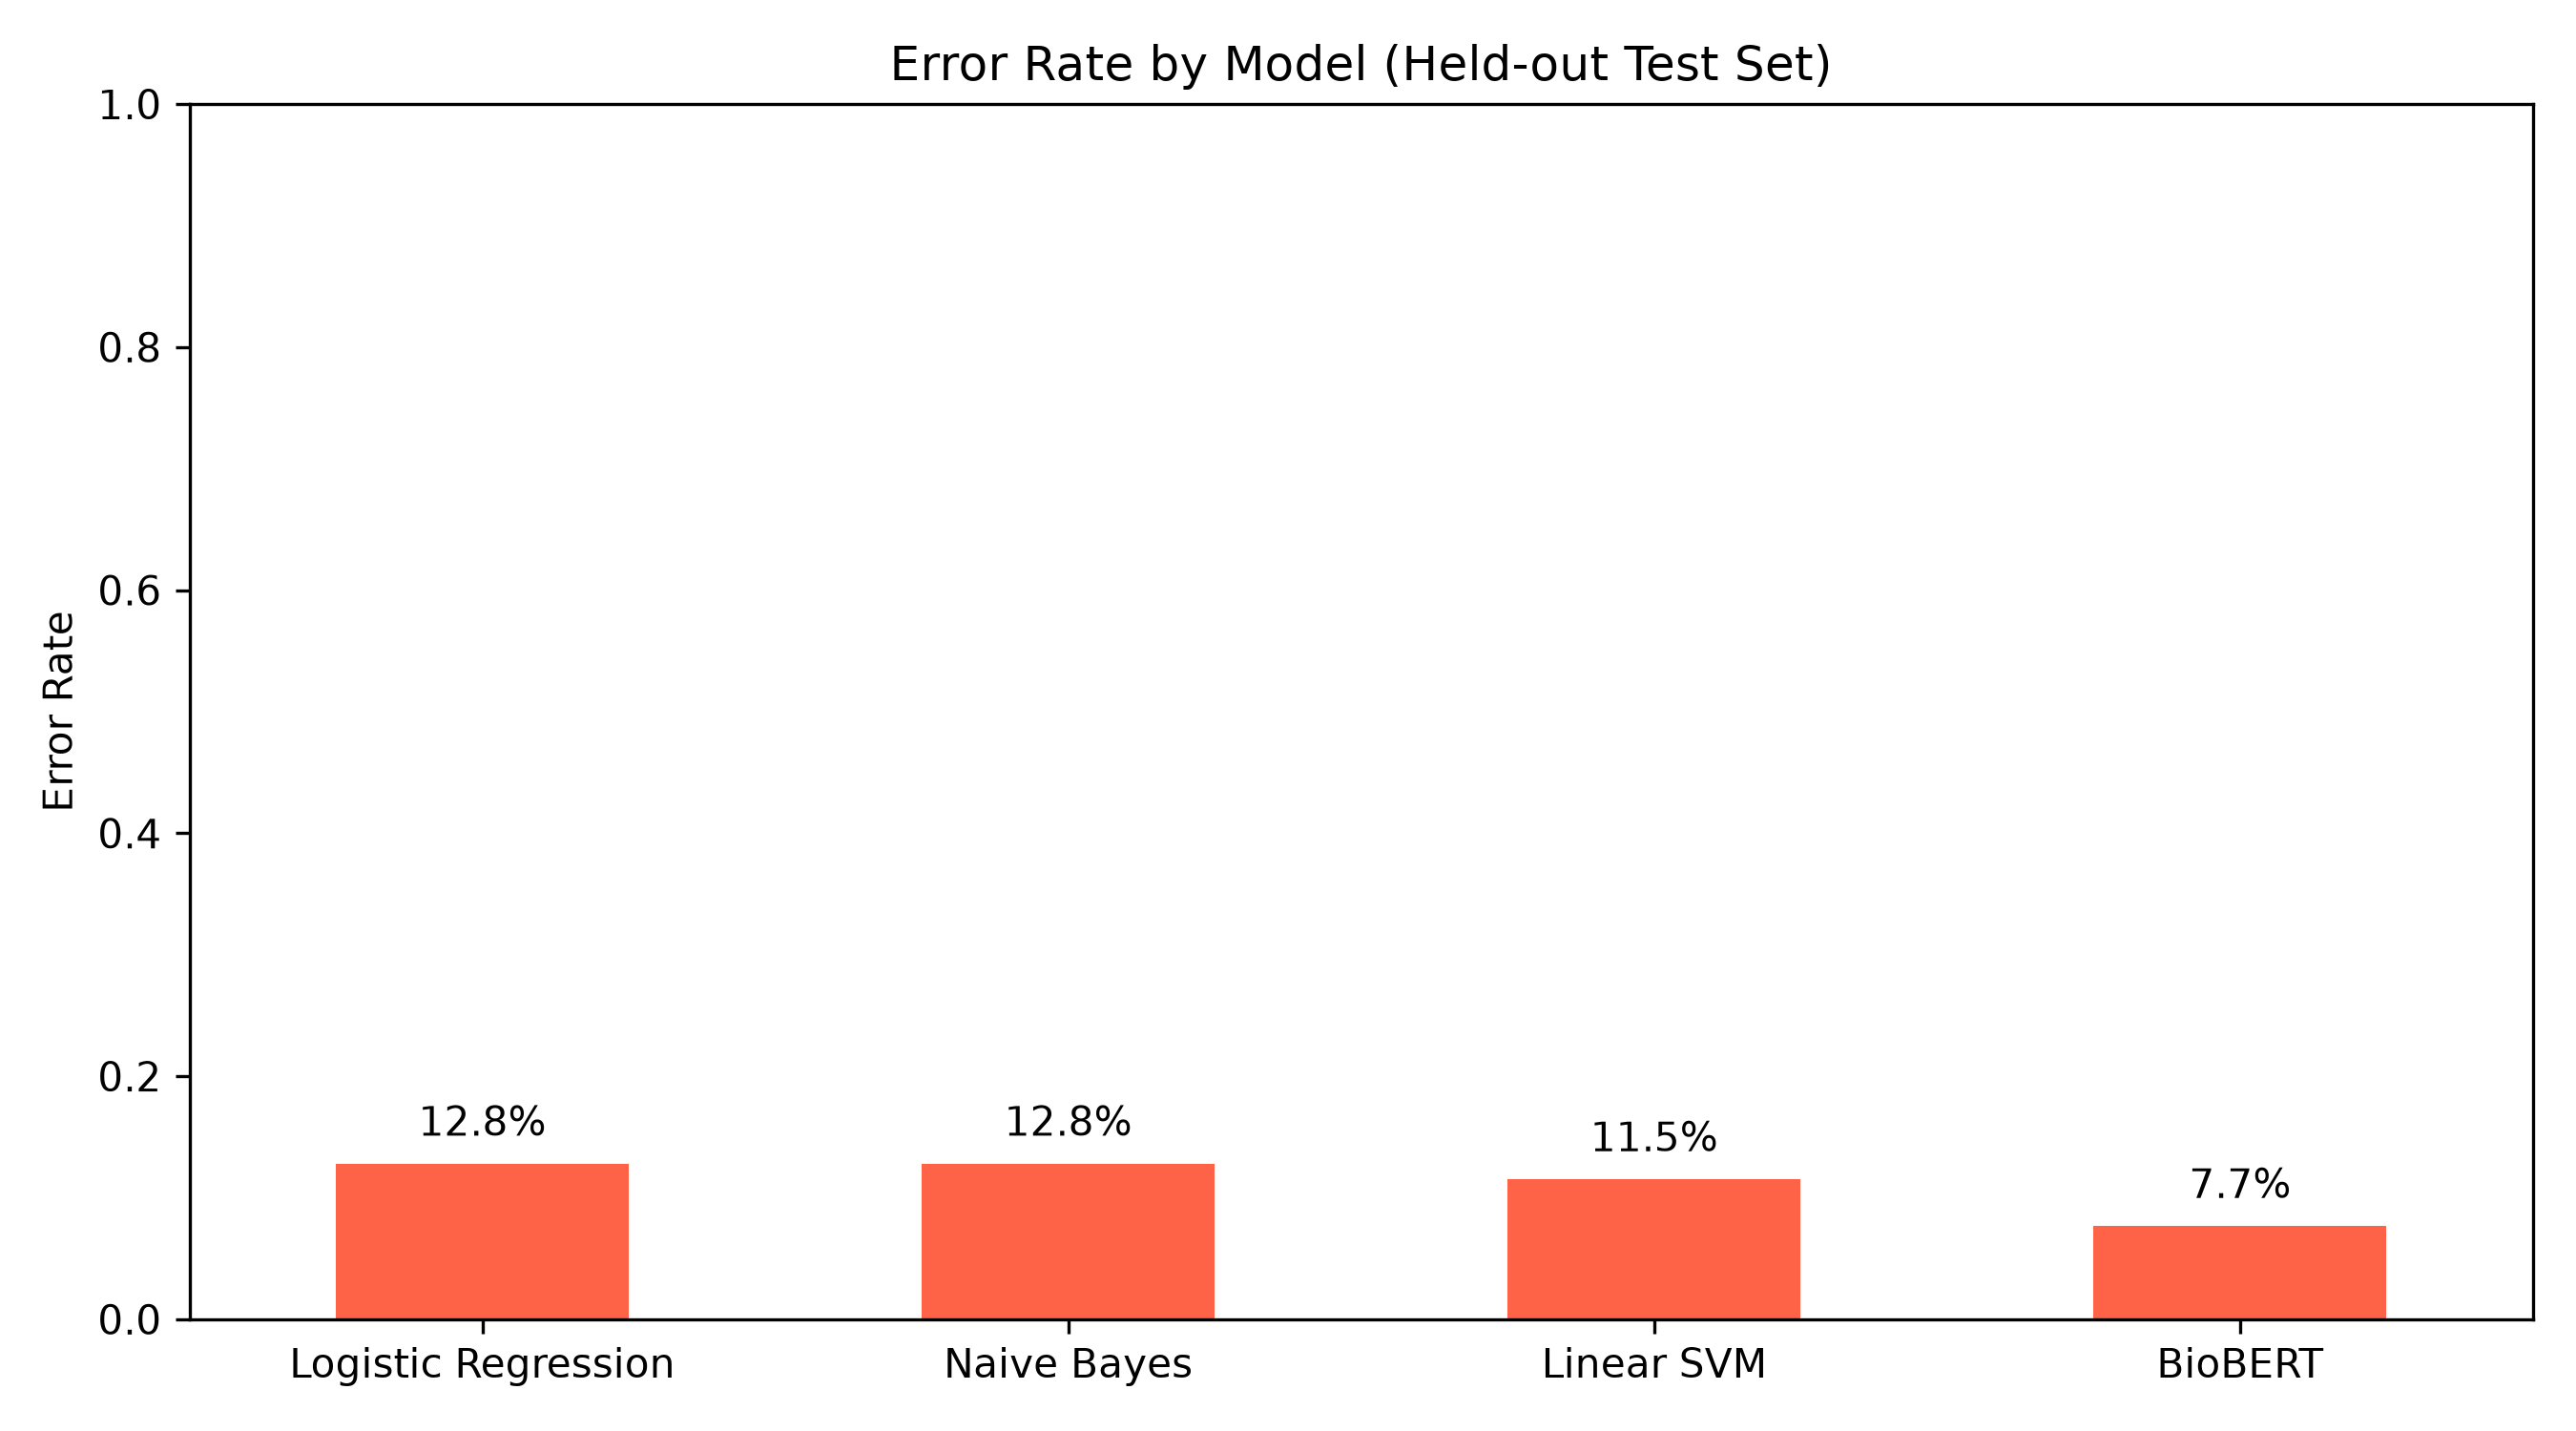 Error Rate by Model (Held-out Test Set)
Error Rate
1.0
0.8
0.6
0.4
0.2
0.0
12.8%
12.8%
11.5%
7.7%
Logistic Regression
Naive Bayes
Linear SVM
BioBERT